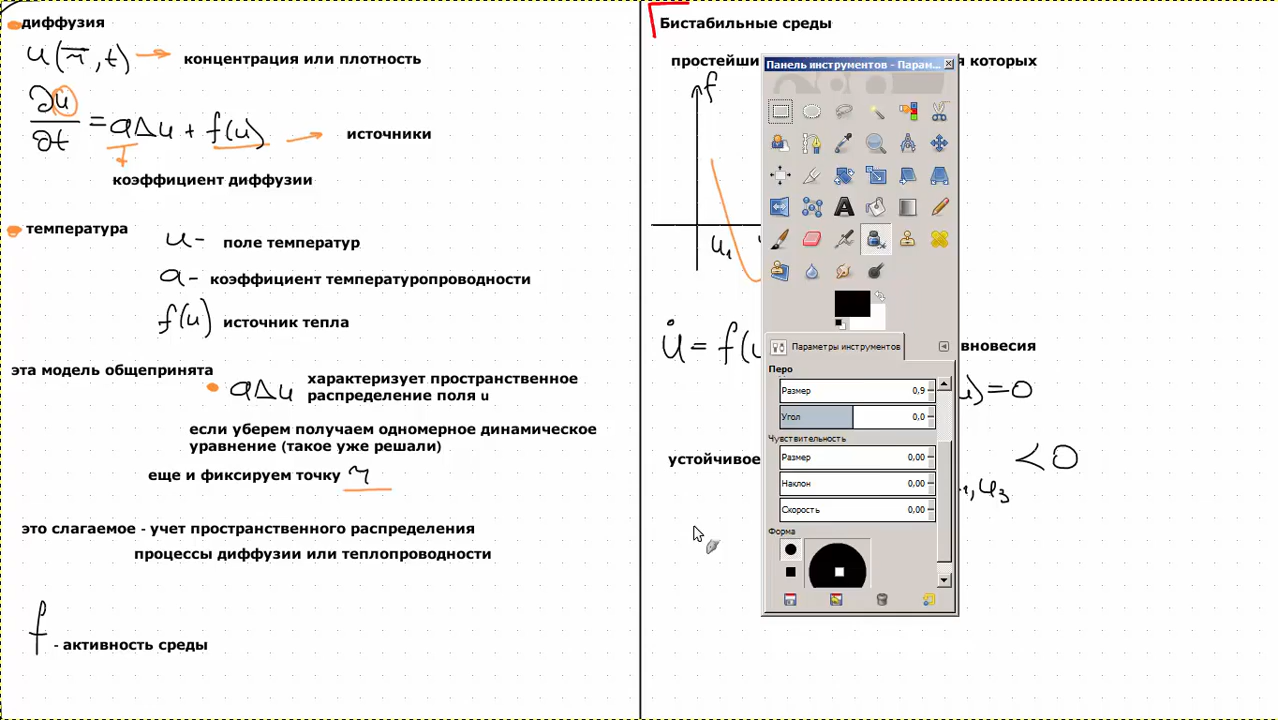 диффузия
u(r, t) → концентрация или плотность
∂u/∂t = aΔu + f(u) → источники
коэффициент диффузии
температура
u - поле температур
a - коэффициент температуропроводности
f(u) источник тепла
эта модель общепринята
aΔu характеризует пространственное
распределение поля u
если уберем получаем одномерное динамическое
уравнение (такое уже решали)
еще и фиксируем точку r
это слагаемое - учет пространственного распределения
процессы диффузии или теплопроводности
f - активность среды
Бистабильные среды
простейши
я которых
f
u₁
u̇ = f(u
вновесия
) = 0
устойчивое
< 0
, u₃
Панель инструментов - Парам...
Параметры инструментов
Перо
Размер 0,9
Угол 0,0
Чувствительность
Размер 0,00
Наклон 0,00
Скорость 0,00
Форма